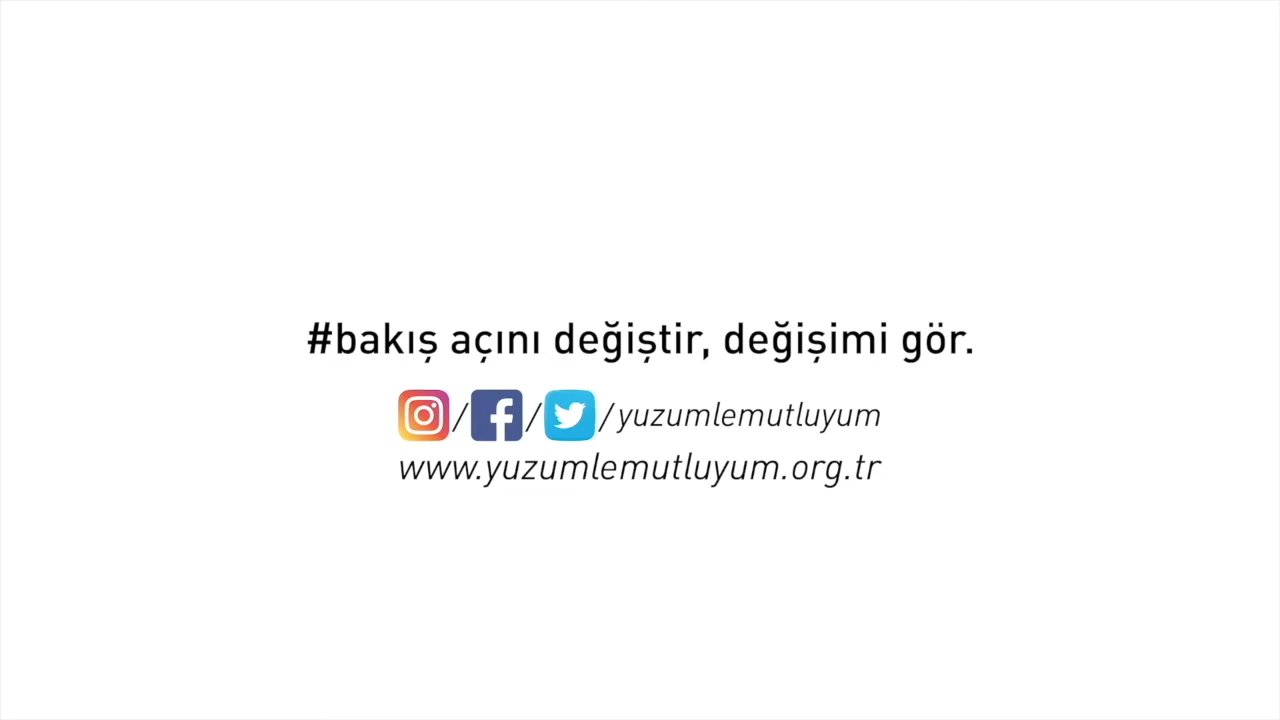 #bakış açını değiştir, değişimi gör.
/ / /yuzumlemutluyum
www.yuzumlemutluyum.org.tr